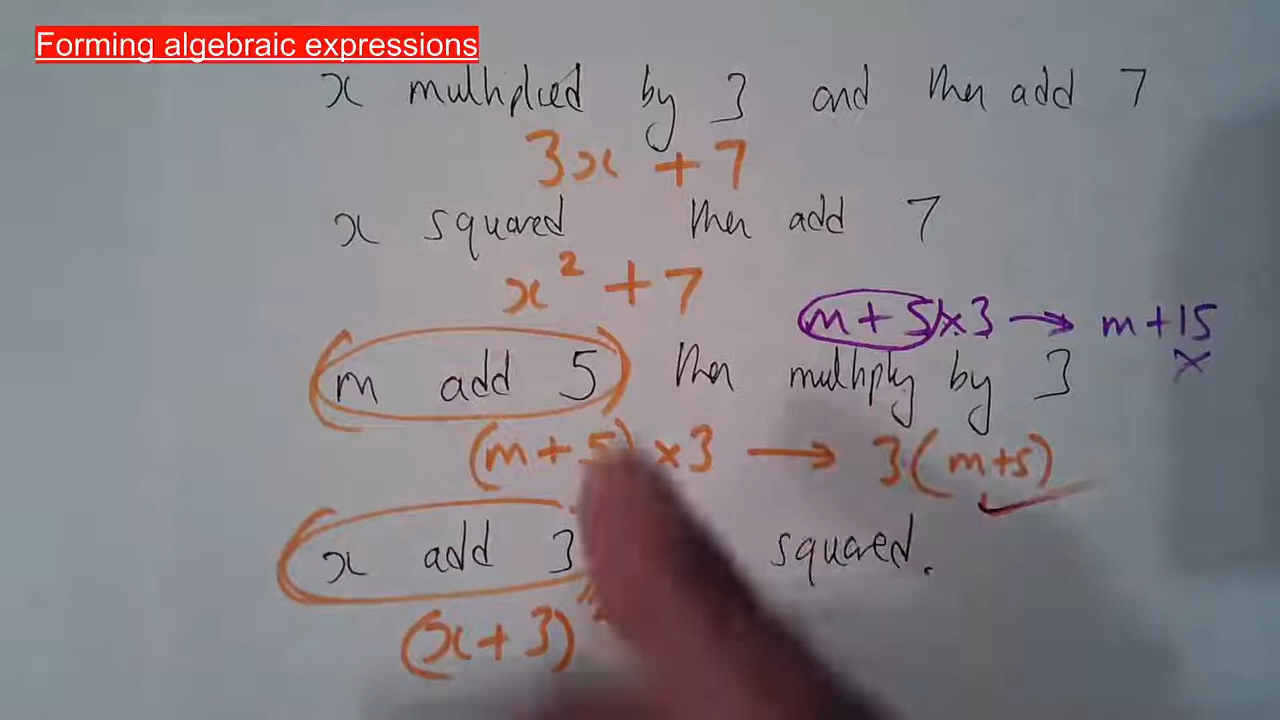 Forming algebraic expressions
x multiplied by 3 and then add 7
3x + 7
x squared then add 7
x² + 7
m + 5 x 3 → m + 15
x
m add 5 then multiply by 3
(m + 5) x 3 → 3(m+5)
x add 3 squared.
(x + 3)